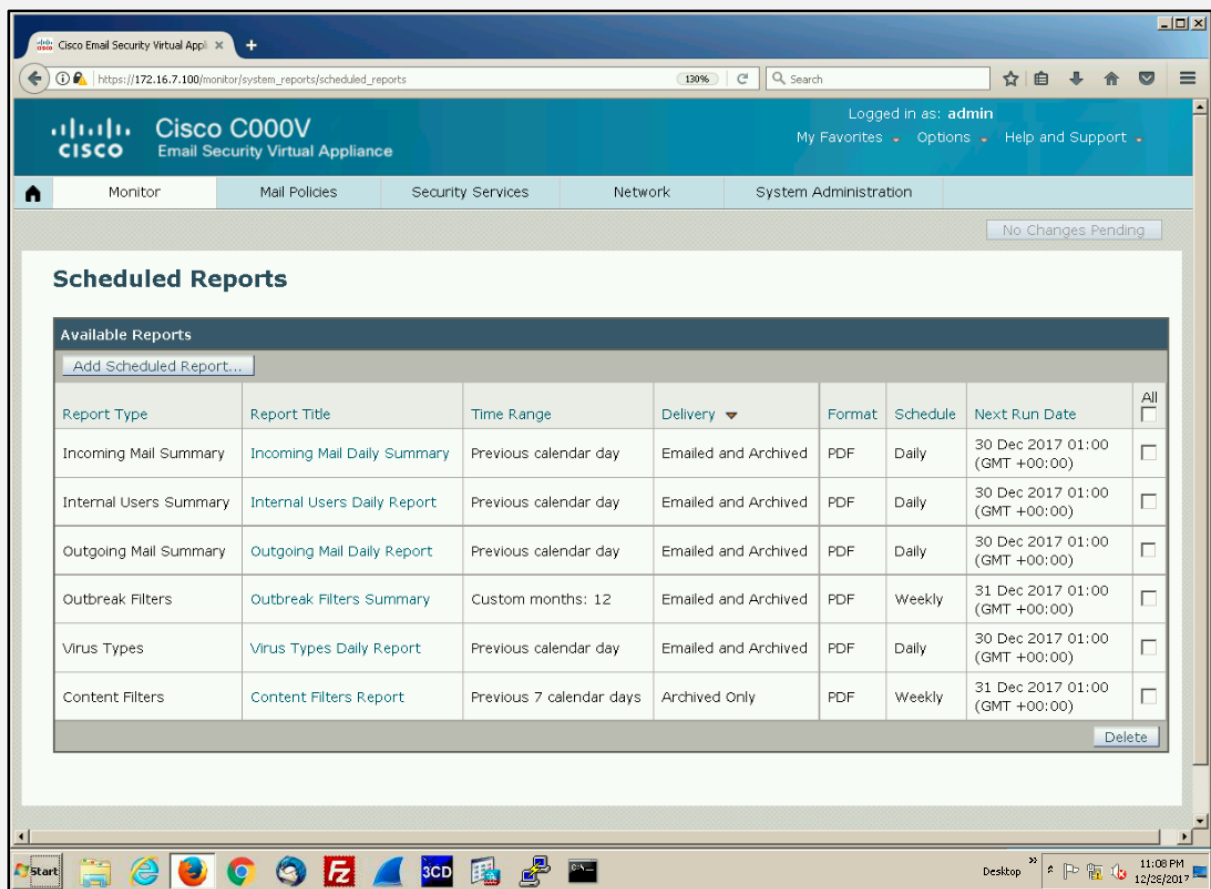 Cisco Email Security Virtual Appl
https://172.16.7.100/monitor/system_reports/scheduled_reports
130%
Search
Logged in as: admin
CISCO
Cisco C000V
Email Security Virtual Appliance
My Favorites Options Help and Support
Monitor Mail Policies Security Services Network System Administration
No Changes Pending
Scheduled Reports
Available Reports
Add Scheduled Report...
All
Report Type Report Title Time Range Delivery Format Schedule Next Run Date
Incoming Mail Summary Incoming Mail Daily Summary Previous calendar day Emailed and Archived PDF Daily 30 Dec 2017 01:00
(GMT +00:00)
Internal Users Summary Internal Users Daily Report Previous calendar day Emailed and Archived PDF Daily 30 Dec 2017 01:00
(GMT +00:00)
Outgoing Mail Summary Outgoing Mail Daily Report Previous calendar day Emailed and Archived PDF Daily 30 Dec 2017 01:00
(GMT +00:00)
Outbreak Filters Outbreak Filters Summary Custom months: 12 Emailed and Archived PDF Weekly 31 Dec 2017 01:00
(GMT +00:00)
Virus Types Virus Types Daily Report Previous calendar day Emailed and Archived PDF Daily 30 Dec 2017 01:00
(GMT +00:00)
Content Filters Content Filters Report Previous 7 calendar days Archived Only PDF Weekly 31 Dec 2017 01:00
(GMT +00:00)
Delete
Start
3CD
Desktop
11:08 PM